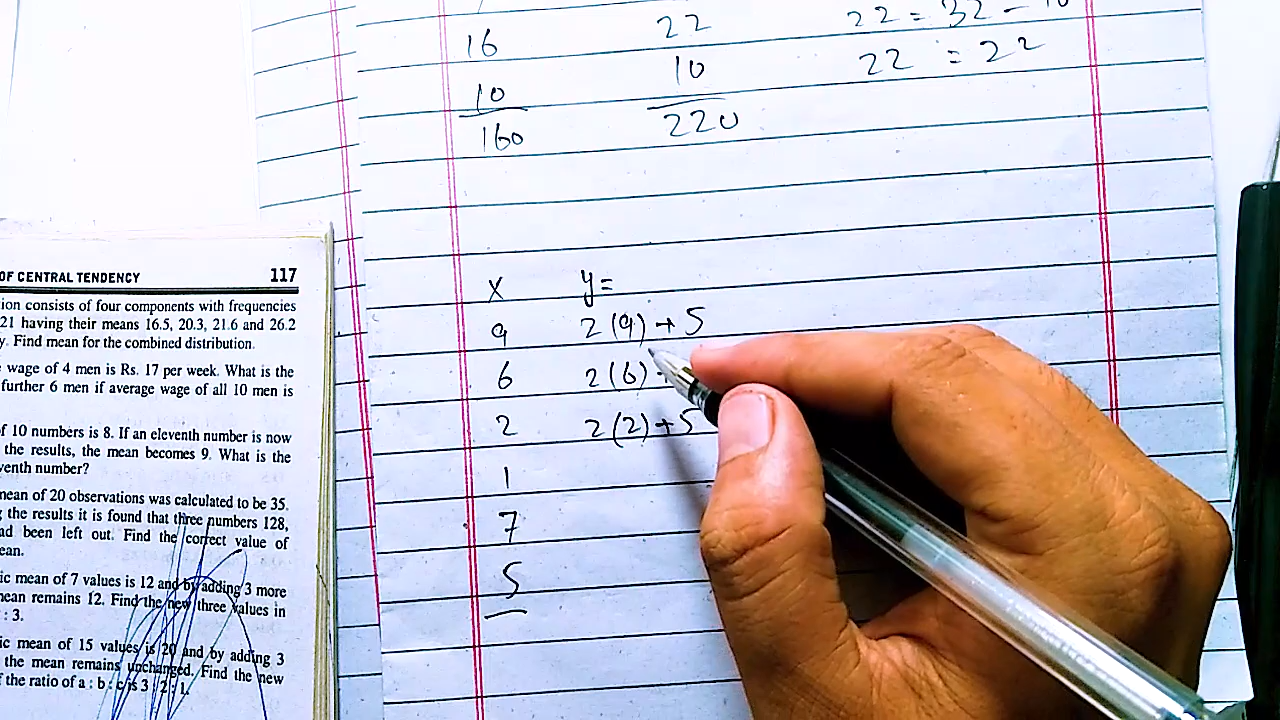 16 22 22 = 32 - 10
10 10 22 = 22
160 220
OF CENTRAL TENDENCY 117
ion consists of four components with frequencies
21 having their means 16.5, 20.3, 21.6 and 26.2
y. Find mean for the combined distribution.
wage of 4 men is Rs. 17 per week. What is the
further 6 men if average wage of all 10 men is
f 10 numbers is 8. If an eleventh number is now
the results, the mean becomes 9. What is the
venth number?
mean of 20 observations was calculated to be 35.
the results it is found that three numbers 128,
ad been left out. Find the correct value of
ean.
ic mean of 7 values is 12 and by adding 3 more
mean remains 12. Find the new three values in
: 3.
ic mean of 15 values is 20 and by adding 3
the mean remains unchanged. Find the new
f the ratio of a : b : c is 3 : 2 : 1.
x y =
9 2(9) + 5
6 2(6)
2 2(2) + 5
1
7
5